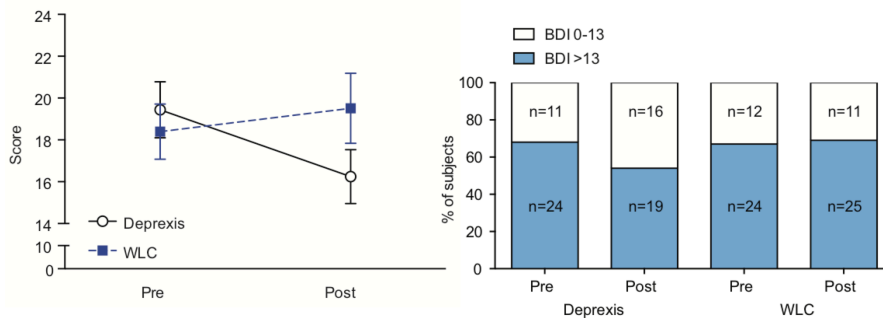 24
22
20
18
16
14
10
0
Score
Deprexis
WLC
Pre Post
BDI 0-13
BDI >13
100
80
60
40
20
0
% of subjects
n=11 n=16 n=12 n=11
n=24 n=19 n=24 n=25
Pre Post Pre Post
Deprexis WLC